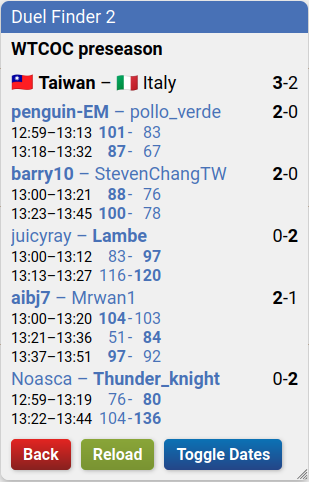 Duel Finder 2
WTCOC preseason
🇹🇼 Taiwan – 🇮🇹 Italy 3-2
penguin-EM – pollo_verde 2-0
12:59–13:13 101- 83
13:18–13:32 87- 67
barry10 – StevenChangTW 2-0
13:00–13:21 88- 76
13:23–13:45 100- 78
juicyray – Lambe 0-2
13:00–13:12 83- 97
13:13–13:27 116-120
aibj7 – Mrwan1 2-1
13:00–13:20 104-103
13:21–13:36 51- 84
13:37–13:51 97- 92
Noasca – Thunder_knight 0-2
12:59–13:19 76- 80
13:22–13:44 104-136
Back Reload Toggle Dates